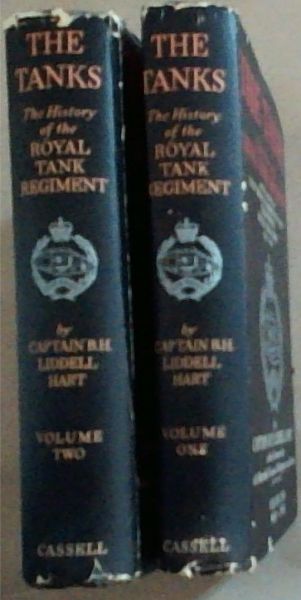 THE
TANKS
The History
of the
ROYAL
TANK
REGIMENT
by
CAPTAIN B.H.
LIDDELL
HART
VOLUME
TWO
CASSELL
THE
TANKS
The History
of the
ROYAL
TANK
REGIMENT
by
CAPTAIN B.H.
LIDDELL
HART
VOLUME
ONE
CASSELL